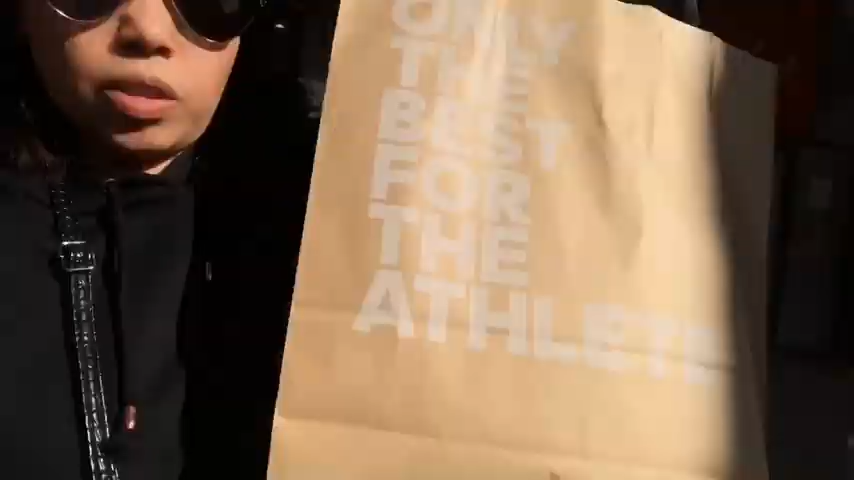 ONLY
THE
BEST
FOR
THE
ATHLETE